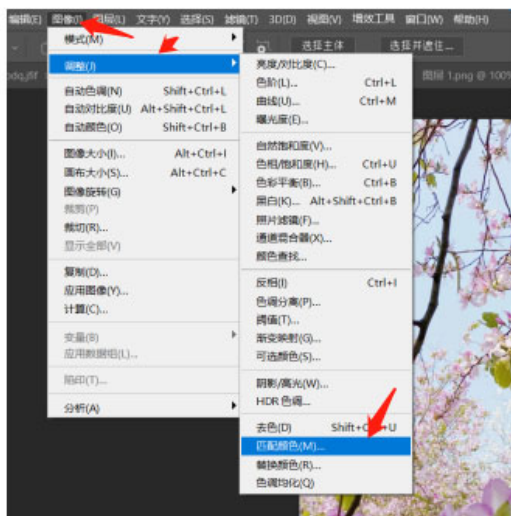 编辑(E) 图像(I) 图层(L) 文字(Y) 选择(S) 滤镜(T) 3D(D) 视图(V) 增效工具 窗口(W) 帮助(H)
选择主体 选择并遮住...
图层 1.png @ 100%
模式(M)
调整(J)
自动色调(N) Shift+Ctrl+L
自动对比度(U) Alt+Shift+Ctrl+L
自动颜色(O) Shift+Ctrl+B
图像大小(I)... Alt+Ctrl+I
画布大小(S)... Alt+Ctrl+C
图像旋转(G)
裁剪(P)
裁切(R)...
显示全部(V)
复制(D)...
应用图像(Y)...
计算(C)...
变量(B)
应用数据组(L)...
陷印(T)...
分析(A)
亮度/对比度(C)...
色阶(L)... Ctrl+L
曲线(U)... Ctrl+M
曝光度(E)...
自然饱和度(V)...
色相/饱和度(H)... Ctrl+U
色彩平衡(B)... Ctrl+B
黑白(K)... Alt+Shift+Ctrl+B
照片滤镜(F)...
通道混合器(X)...
颜色查找...
反相(I) Ctrl+I
色调分离(P)...
阈值(T)...
渐变映射(G)...
可选颜色(S)...
阴影/高光(W)...
HDR 色调...
去色(D) Shift+Ctrl+U
匹配颜色(M)...
替换颜色(R)...
色调均化(Q)